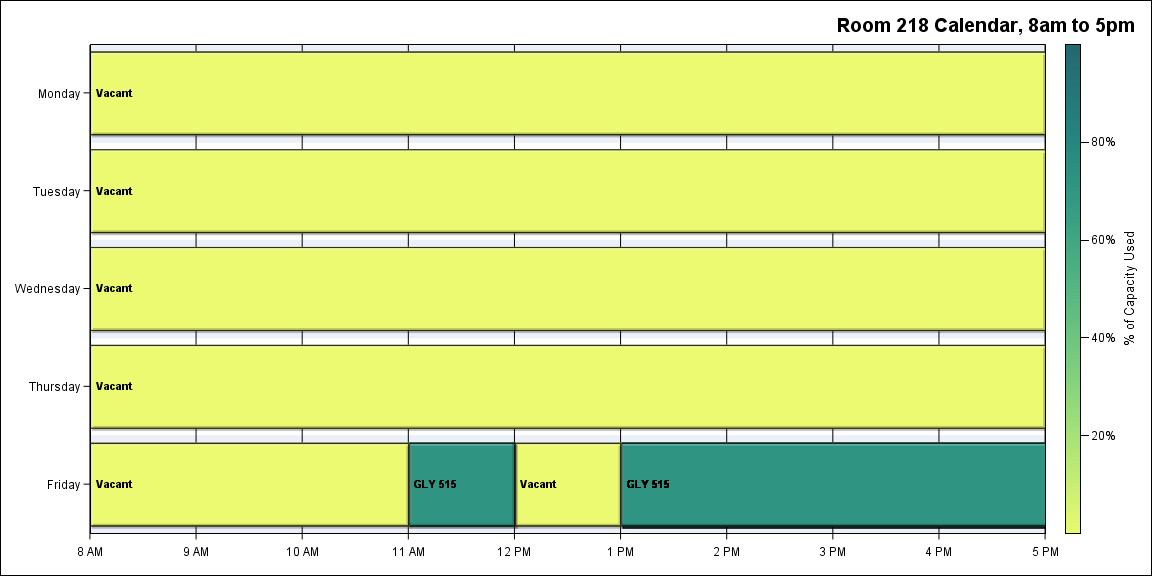 Room 218 Calendar, 8am to 5pm
Monday
Vacant
Tuesday
Vacant
Wednesday
Vacant
Thursday
Vacant
Friday
Vacant
GLY 515
Vacant
GLY 515
8 AM
9 AM
10 AM
11 AM
12 PM
1 PM
2 PM
3 PM
4 PM
5 PM
80%
60%
40%
20%
% of Capacity Used